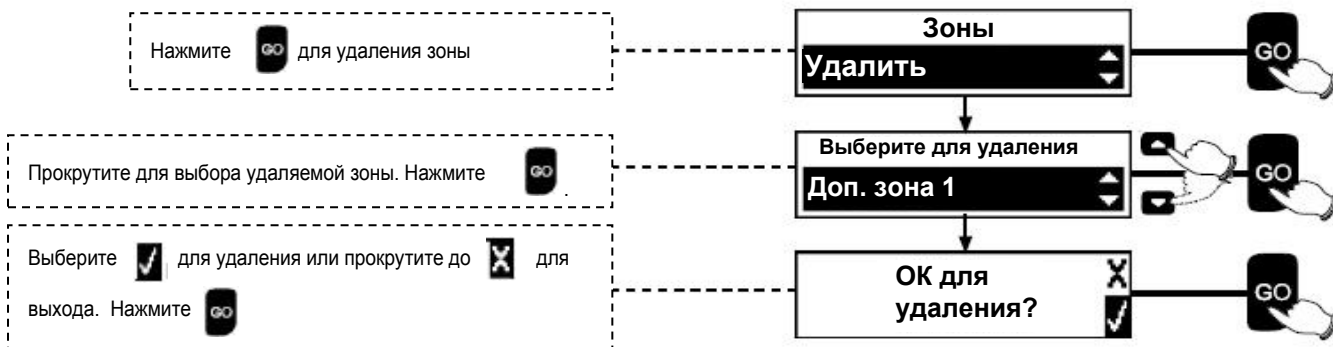 Нажмите GO для удаления зоны
Зоны
Удалить
GO
Прокрутите для выбора удаляемой зоны. Нажмите GO.
Выберите для удаления
Доп. зона 1
GO
Выберите ✓ для удаления или прокрутите до X для
выхода. Нажмите GO
ОК для X
удаления? ✓
GO